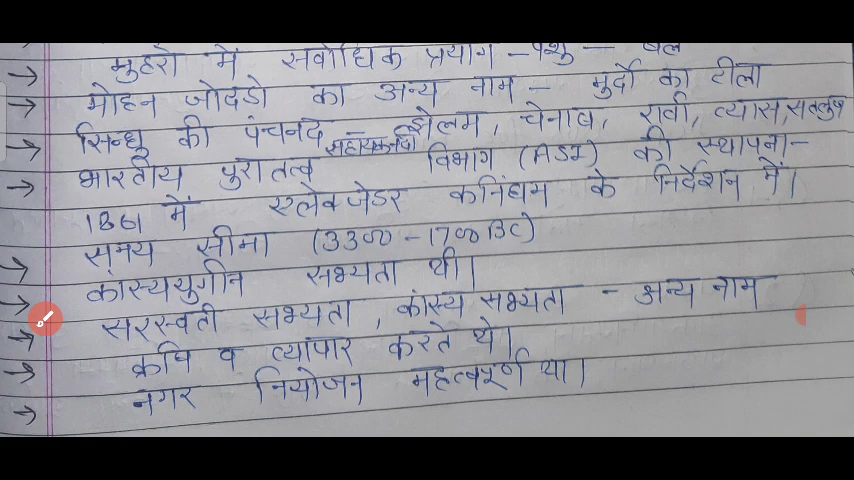 मुहरो में सर्वाधिक प्रयोग - पशु - बैल
मोहन जोदडो का अन्य नाम - मुर्दो का टीला
सिन्धु की पंचनद - झेलम, चेनाव, रावी, व्यास, सतलुज
सहायक नदी
भारतीय पुरातत्व विभाग (ASI) की स्थापना -
1861 में एलेक्जेडर कनिंघम के निर्देशन में।
समय सीमा (3300 - 1700 BC)
कांस्ययुगीन सभ्यता थी।
सरस्वती सभ्यता, कांस्य सभ्यता - अन्य नाम
कृषि व व्यापार करते थे।
नगर नियोजन महत्वपूर्ण था।